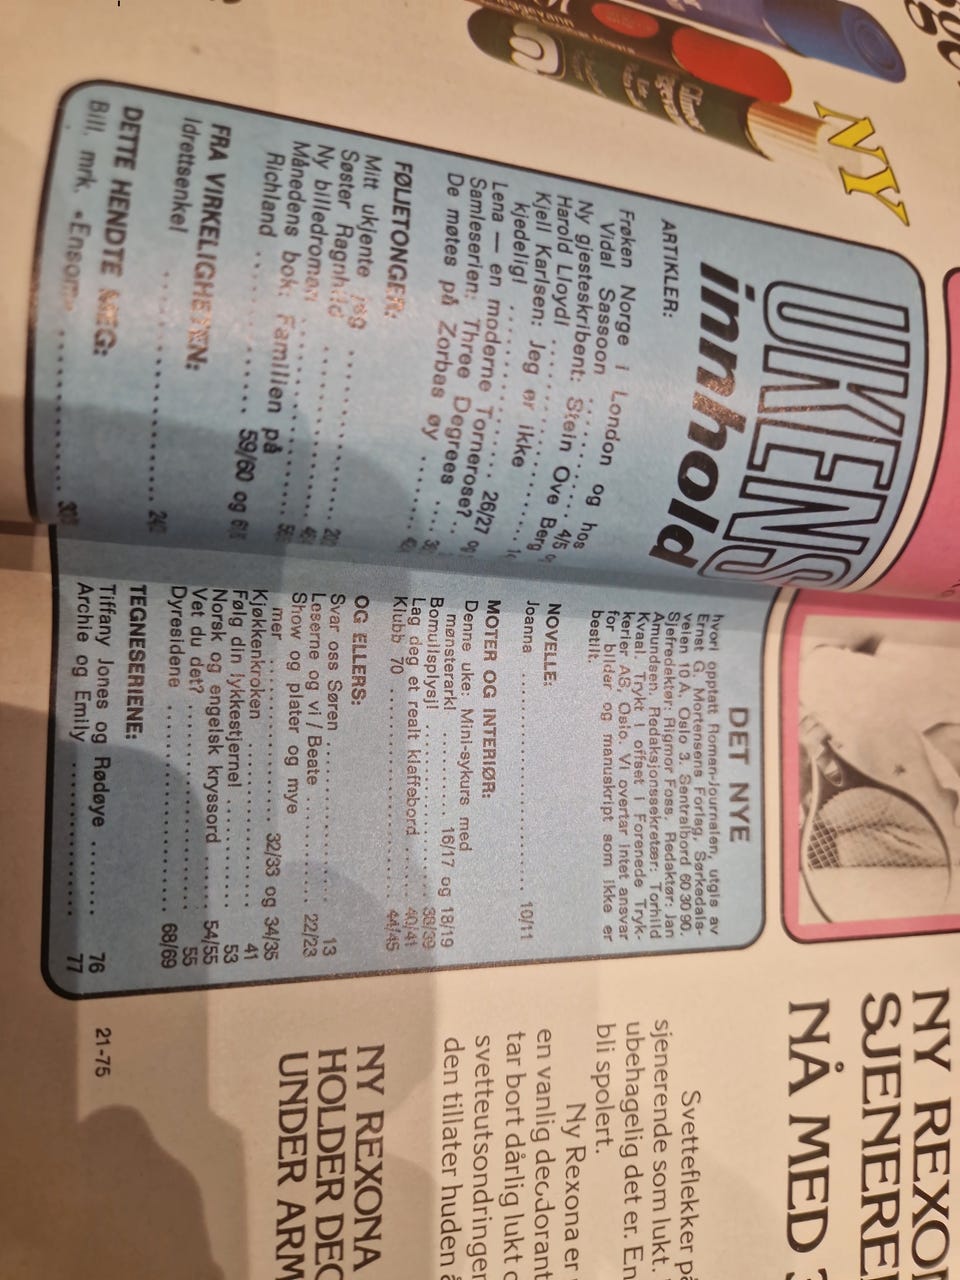 NY
UKENS
innhold
ARTIKLER:
Frøken Norge i London og hos
Vidal Sassoon ........ 4/5
Ny gjesteskribent: Stein Ove Berg
Harold Lloyd! ........
Kjell Karlsen: Jeg er ikke
kjedelig! ........
Lena — en moderne Tornerose?
26/27
Samleserien: Three Degrees ..
De møtes på Zorbas øy ....
FØLJETONGER:
Mitt ukjente jeg ........
Søster Ragnhild ........
Ny billedroman ........
Månedens bok: Familien på
Richland .... 59/60 og
FRA VIRKELIGHETEN:
Idrettsenkel ........
DETTE HENDTE MEG:
Bill. mrk. «Ensom» ........
DET NYE
hvori opptatt Roman-journalen, utgis av
Ernst G. Mortensens Forlag, Sørkedals-
veien 10 A, Oslo 3. Sentralbord 60 30 90.
Sjefredaktør: Rigmor Foss. Redaktør: Jan
Amundsen. Redaksjonssekretær: Torhild
Kvaal. Trykt i offset i Forenede Tryk-
kerier AS, Oslo. Vi overtar intet ansvar
for bilder og manuskript som ikke er
bestilt.
NOVELLE:
Joanna .................... 10/11
MOTER OG INTERIØR:
Denne uke: Mini-sykurs med
mønsterark! ........ 16/17 og 18/19
Bomullsplysj! ........ 38/39
Lag deg et realt klaffebord .... 40/41
Klubb 70 .................. 44/45
OG ELLERS:
Svar oss Søren ............ 13
Leserne og vi / Beate ........ 22/23
Show og plater og mye
mer ............ 32/33 og 34/35
Kjøkkenkroken ............ 41
Følg din lykkestjerne! ........ 53
Norsk og engelsk kryssord .... 54/55
Vet du det? .............. 55
Dyresidene .............. 68/69
TEGNESERIENE:
Tiffany Jones og Rødøye ...... 76
Archie og Emily ............ 77
21-75
NY REXO
SJENERE
NÅ MED
Svetteflekker
sjenerende som lukt.
ubehagelig det er. En
bli spolert.
Ny Rexona er
en vanlig deodorant
tar bort dårlig lukt
svetteutsondringer
den tillater huden
NY REXONA
HOLDER DEG
UNDER ARM